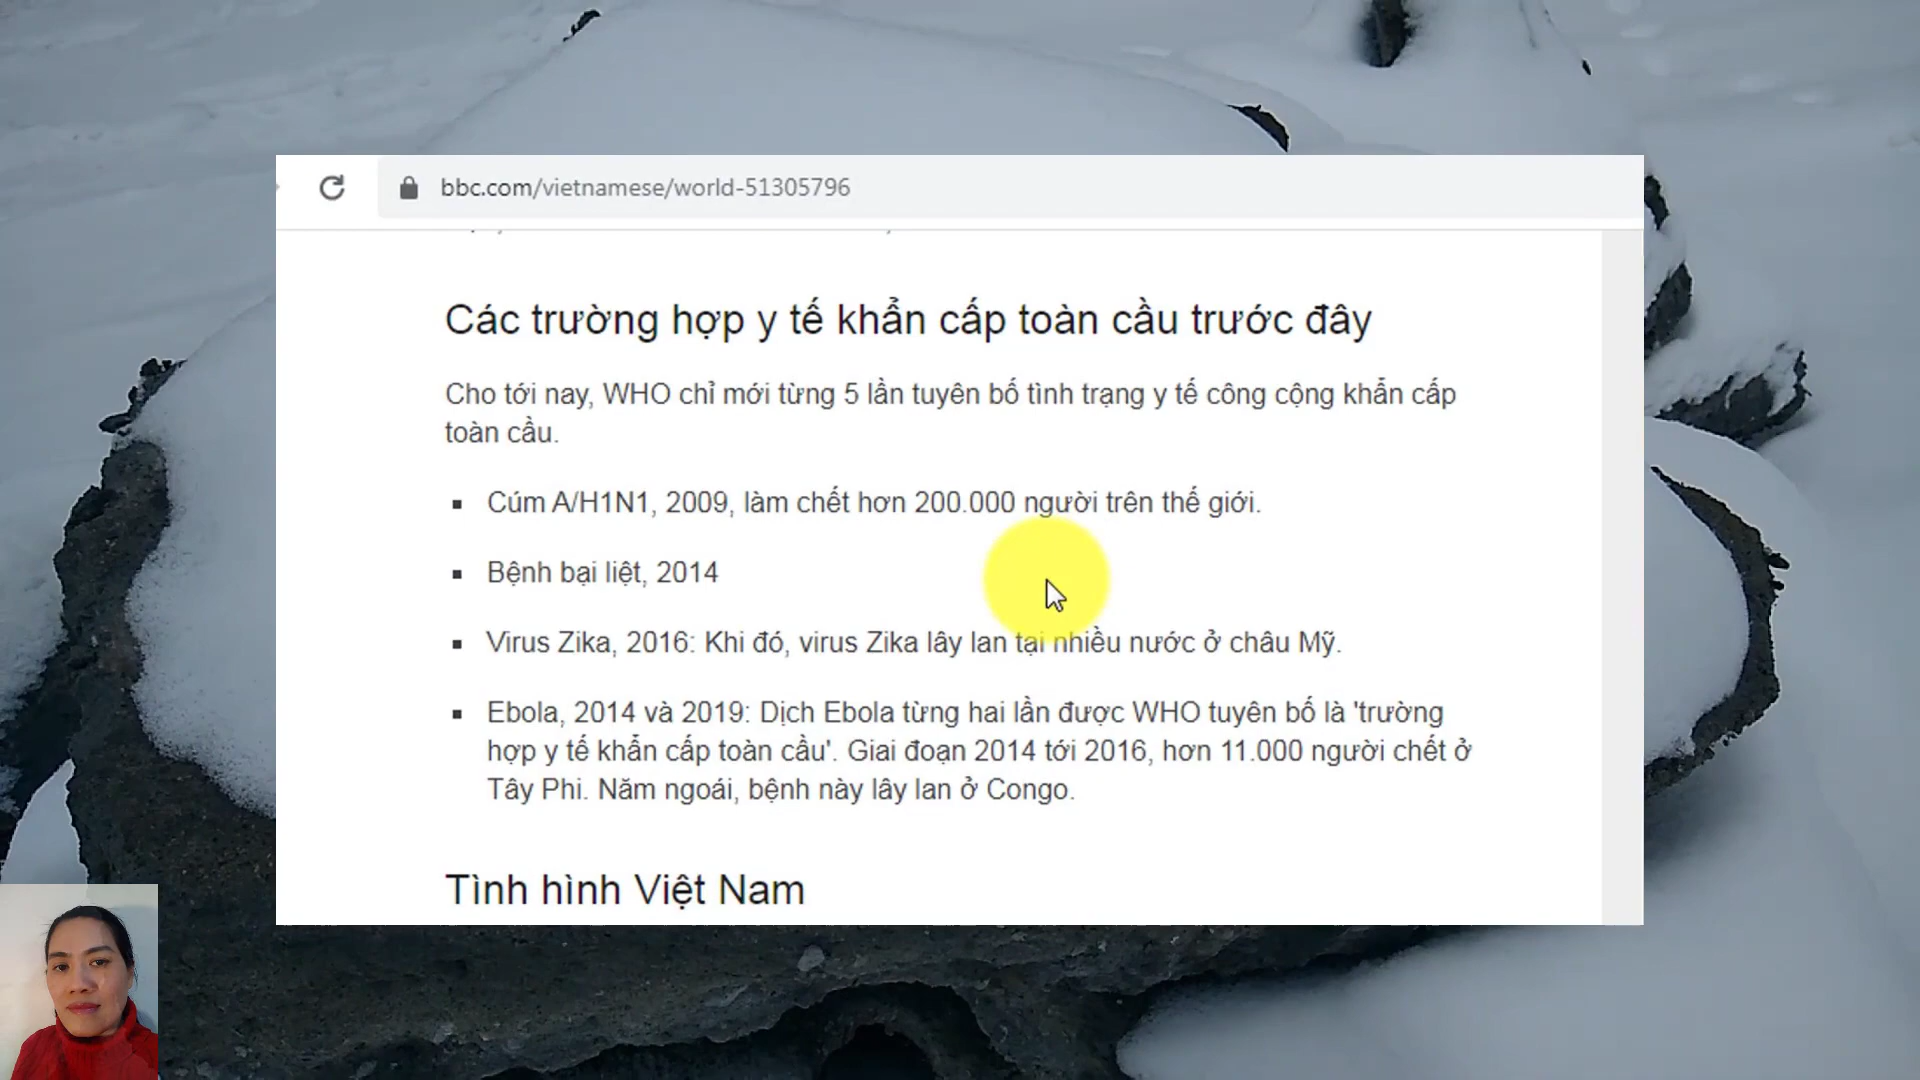 bbc.com/vietnamese/world-51305796
Các trường hợp y tế khẩn cấp toàn cầu trước đây
Cho tới nay, WHO chỉ mới từng 5 lần tuyên bố tình trạng y tế công cộng khẩn cấp
toàn cầu.
▪ Cúm A/H1N1, 2009, làm chết hơn 200.000 người trên thế giới.
▪ Bệnh bại liệt, 2014
▪ Virus Zika, 2016: Khi đó, virus Zika lây lan tại nhiều nước ở châu Mỹ.
▪ Ebola, 2014 và 2019: Dịch Ebola từng hai lần được WHO tuyên bố là 'trường
hợp y tế khẩn cấp toàn cầu'. Giai đoạn 2014 tới 2016, hơn 11.000 người chết ở
Tây Phi. Năm ngoái, bệnh này lây lan ở Congo.
Tình hình Việt Nam